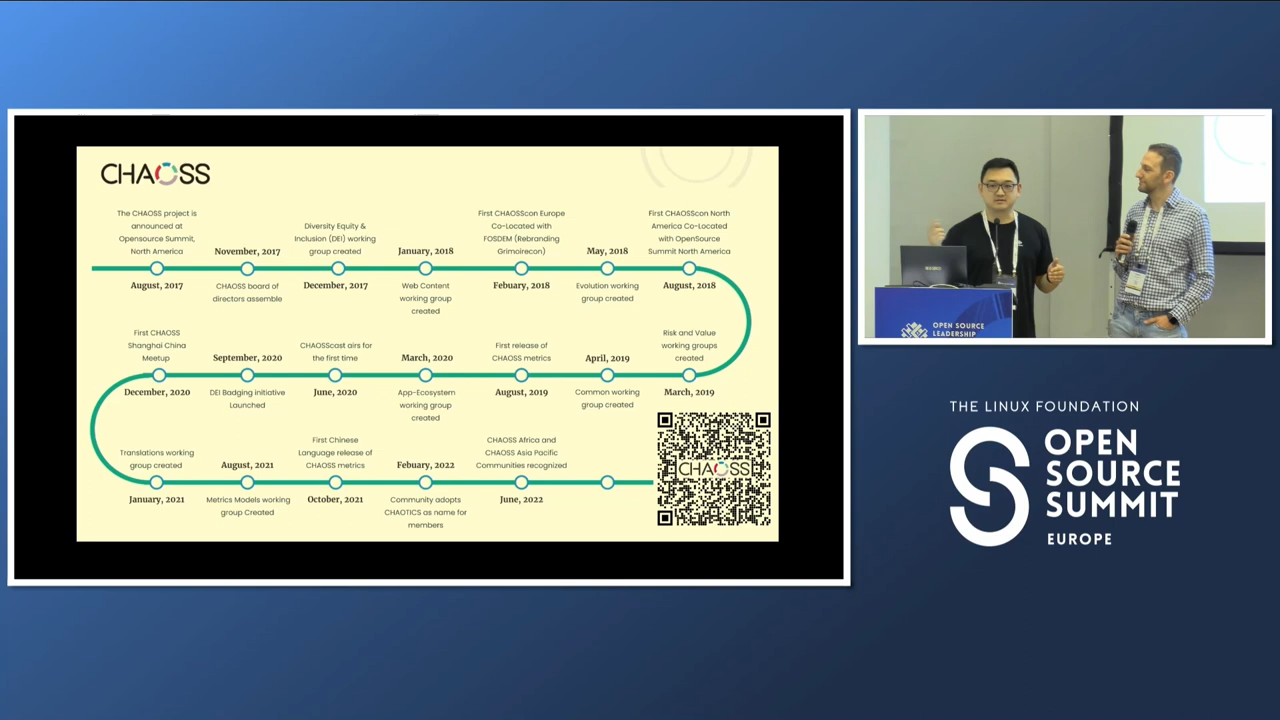 CHAOSS
The CHAOSS project is
announced at
Opensource Summit,
North America
August, 2017
November, 2017
CHAOSS board of
directors assemble
Diversity Equity &
Inclusion (DEI) working
group created
December, 2017
January, 2018
Web Content
working group
created
First CHAOSScon Europe
Co-Located with
FOSDEM (Rebranding
Grimoirecon)
Febuary, 2018
May, 2018
Evolution working
group created
First CHAOSScon North
America Co-Located
with OpenSource
Summit North America
August, 2018
First CHAOSS
Shanghai China
Meetup
December, 2020
September, 2020
DEI Badging initiative
Launched
CHAOSScast airs for
the first time
June, 2020
March, 2020
App-Ecosystem
working group
created
First release of
CHAOSS metrics
August, 2019
April, 2019
Common working
group created
Risk and Value
working groups
created
March, 2019
Translations working
group created
January, 2021
August, 2021
Metrics Models working
group Created
First Chinese
Language release of
CHAOSS metrics
October, 2021
Febuary, 2022
Community adopts
CHAOTICS as name for
members
CHAOSS Africa and
CHAOSS Asia Pacific
Communities recognized
June, 2022
CHAOSS
OPEN SOURCE
LEADERSHIP
THE LINUX FOUNDATION
OPEN
SOURCE
SUMMIT
EUROPE